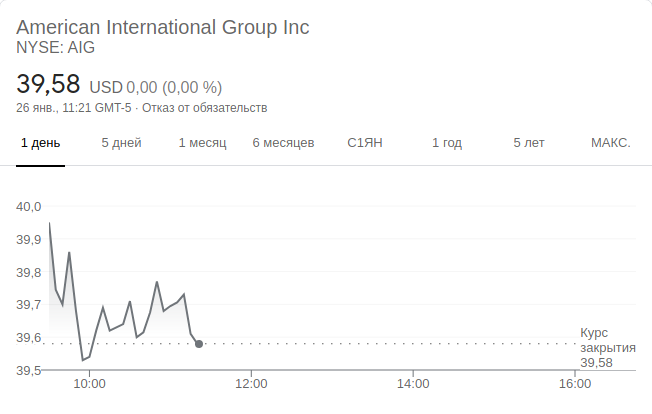 American International Group Inc
NYSE: AIG
39,58 USD 0,00 (0,00 %)
26 янв., 11:21 GMT-5 · Отказ от обязательств
1 день 5 дней 1 месяц 6 месяцев С1ЯН 1 год 5 лет МАКС.
40,0
39,9
39,8
39,7
39,6
39,5
Курс
закрытия
39,58
10:00 12:00 14:00 16:00